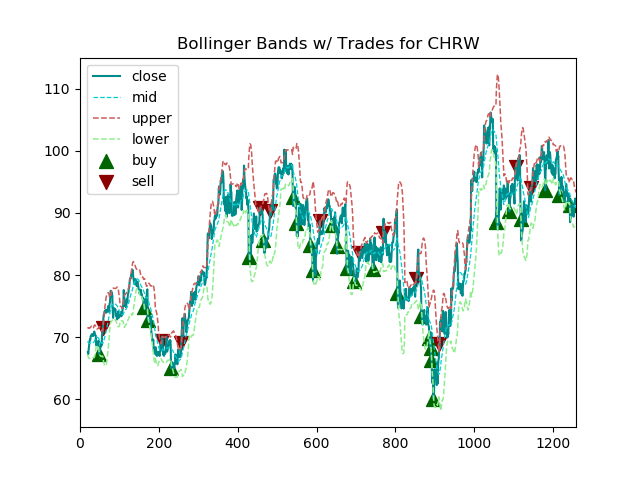 Bollinger Bands w/ Trades for CHRW
close
mid
upper
lower
buy
sell
110
100
90
80
70
60
0 200 400 600 800 1000 1200